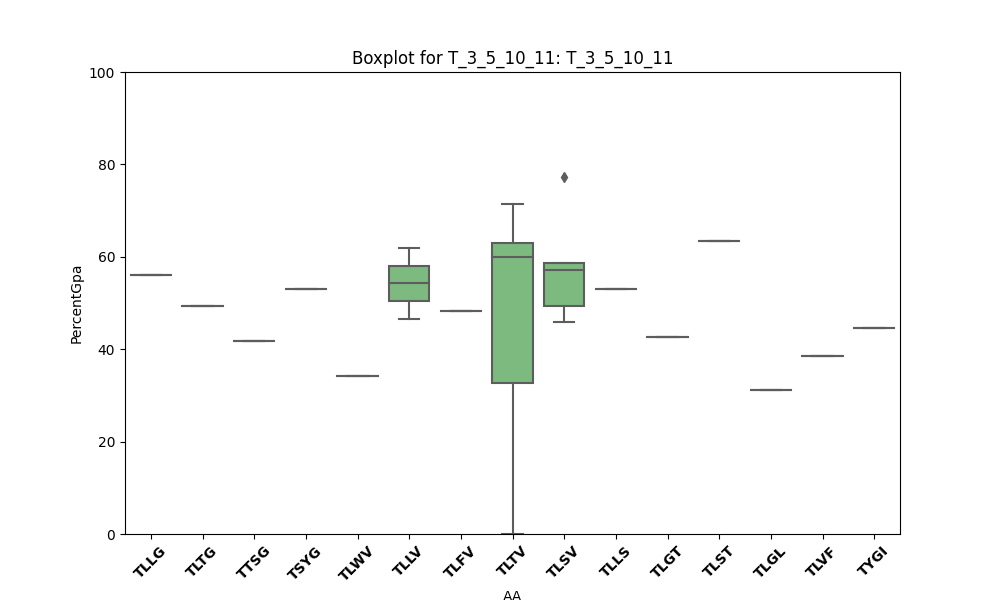 Boxplot for T_3_5_10_11: T_3_5_10_11
100
80
60
40
20
0
PercentGpa
TLLG
TLTG
TTSG
TSYG
TLWV
TLLV
TLFV
TLTV
TLSV
TLLS
TLGT
TLST
TLGL
TLVF
TYGI
AA